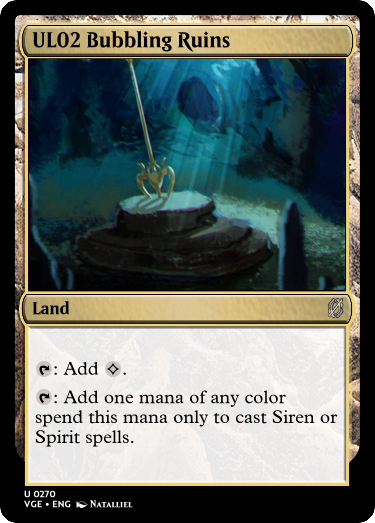 UL02 Bubbling Ruins
Land
: Add .
: Add one mana of any color
spend this mana only to cast Siren or
Spirit spells.
U 0270
VGE • ENG Natalliel